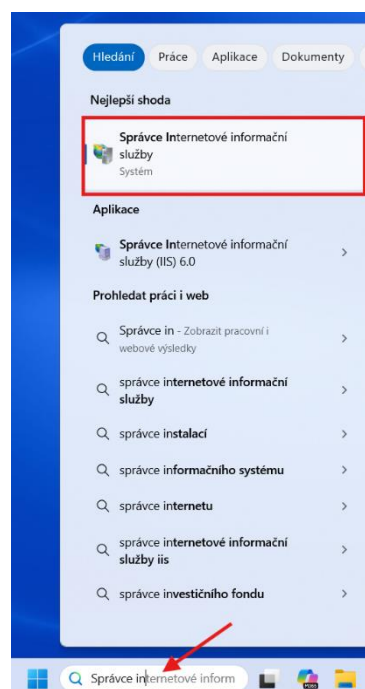 Hledání Práce Aplikace Dokumenty
Nejlepší shoda
Správce Internetové informační
služby
Systém
Aplikace
Správce Internetové informační
služby (IIS) 6.0
Prohledat práci i web
Správce in - Zobrazit pracovní i
webové výsledky
správce internetové informační
služby
správce instalací
správce informačního systému
správce internetu
správce internetové informační
služby iis
správce investičního fondu
Správce internetové inform